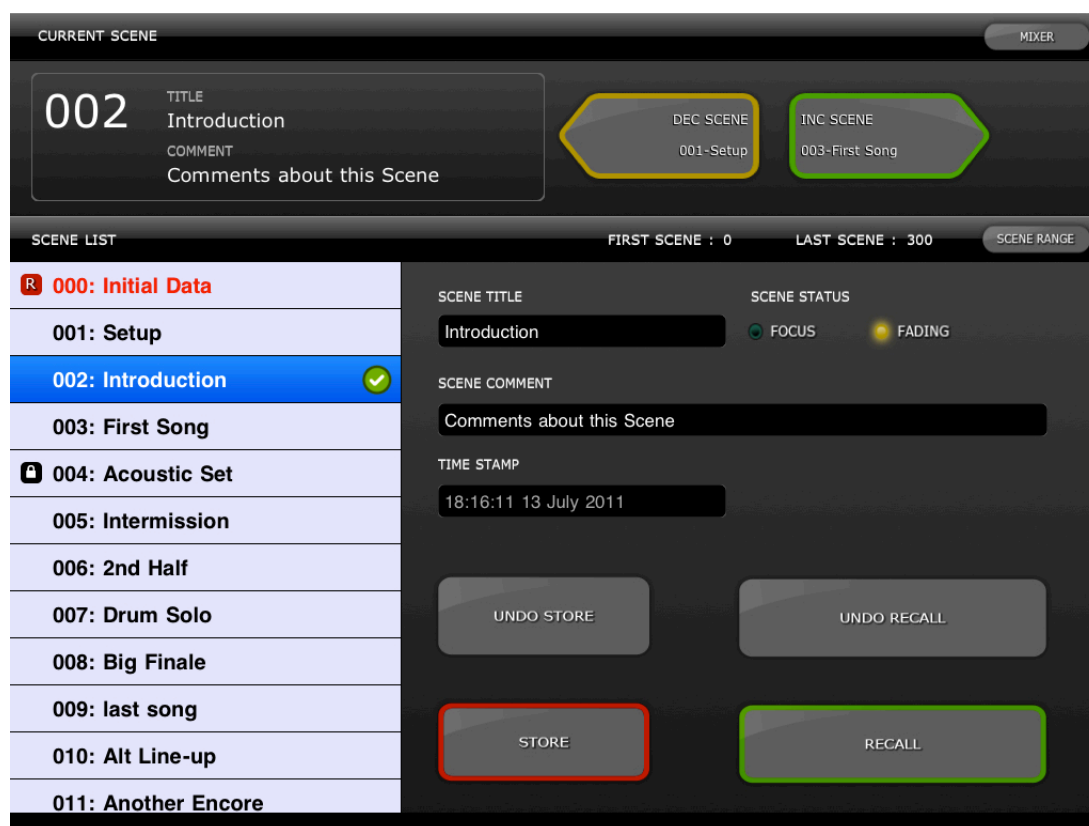 CURRENT SCENE
MIXER
002
TITLE
Introduction
COMMENT
Comments about this Scene
DEC SCENE
001-Setup
INC SCENE
003-First Song
SCENE LIST
FIRST SCENE : 0
LAST SCENE : 300
SCENE RANGE
R 000: Initial Data
001: Setup
002: Introduction
003: First Song
004: Acoustic Set
005: Intermission
006: 2nd Half
007: Drum Solo
008: Big Finale
009: last song
010: Alt Line-up
011: Another Encore
SCENE TITLE
Introduction
SCENE STATUS
FOCUS
FADING
SCENE COMMENT
Comments about this Scene
TIME STAMP
18:16:11 13 July 2011
UNDO STORE
UNDO RECALL
STORE
RECALL